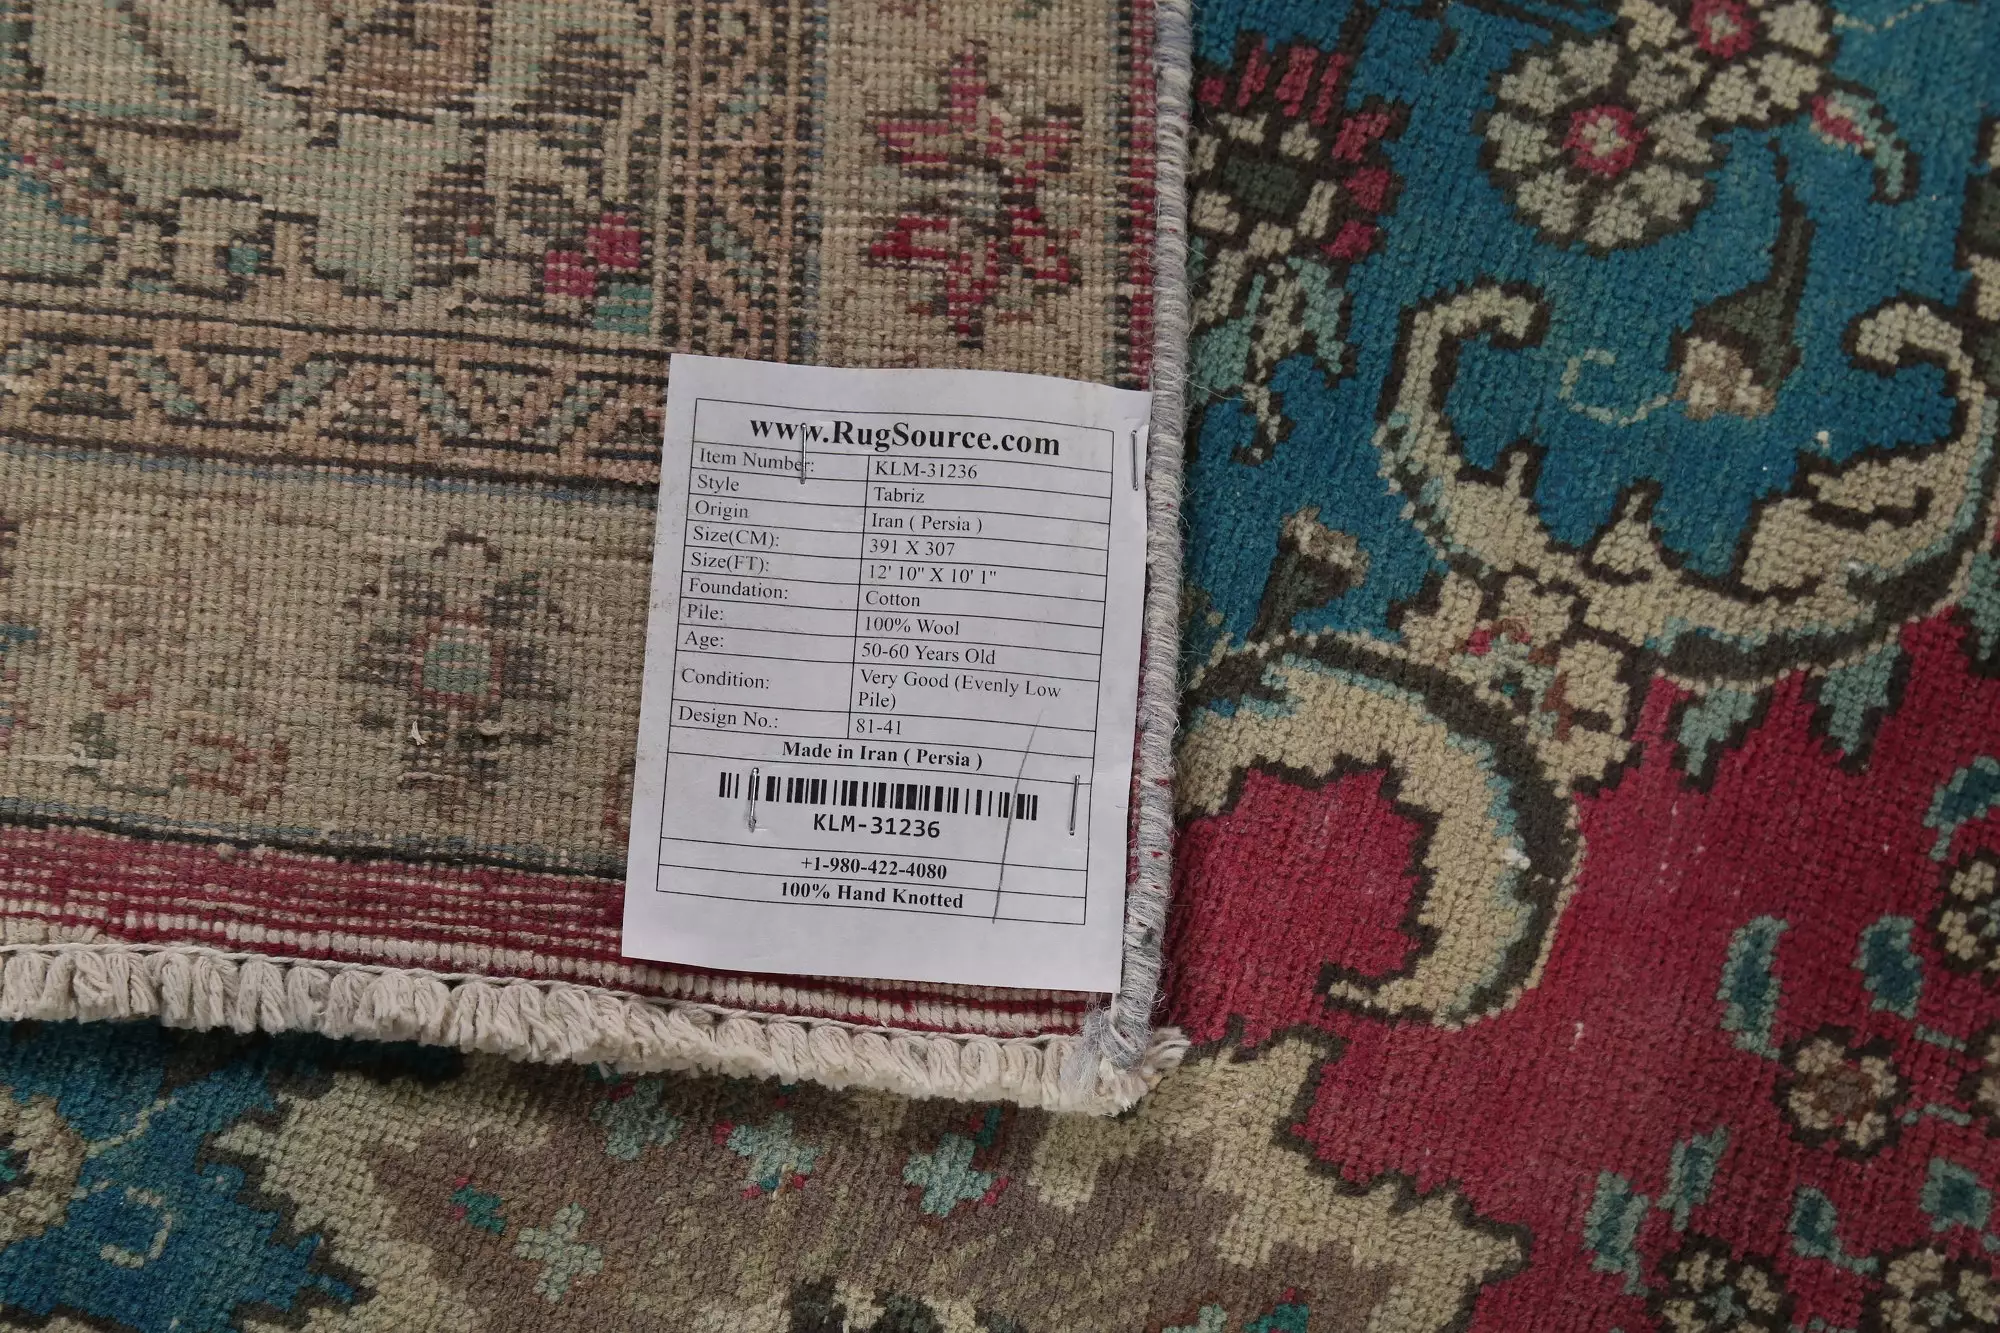 www.RugSource.com
Item Number: KLM-31236
Style Tabriz
Origin Iran ( Persia )
Size(CM): 391 X 307
Size(FT): 12' 10" X 10' 1"
Foundation: Cotton
Pile: 100% Wool
Age: 50-60 Years Old
Condition: Very Good (Evenly Low
Pile)
Design No.: 81-41
Made in Iran ( Persia )
KLM-31236
+1-980-422-4080
100% Hand Knotted